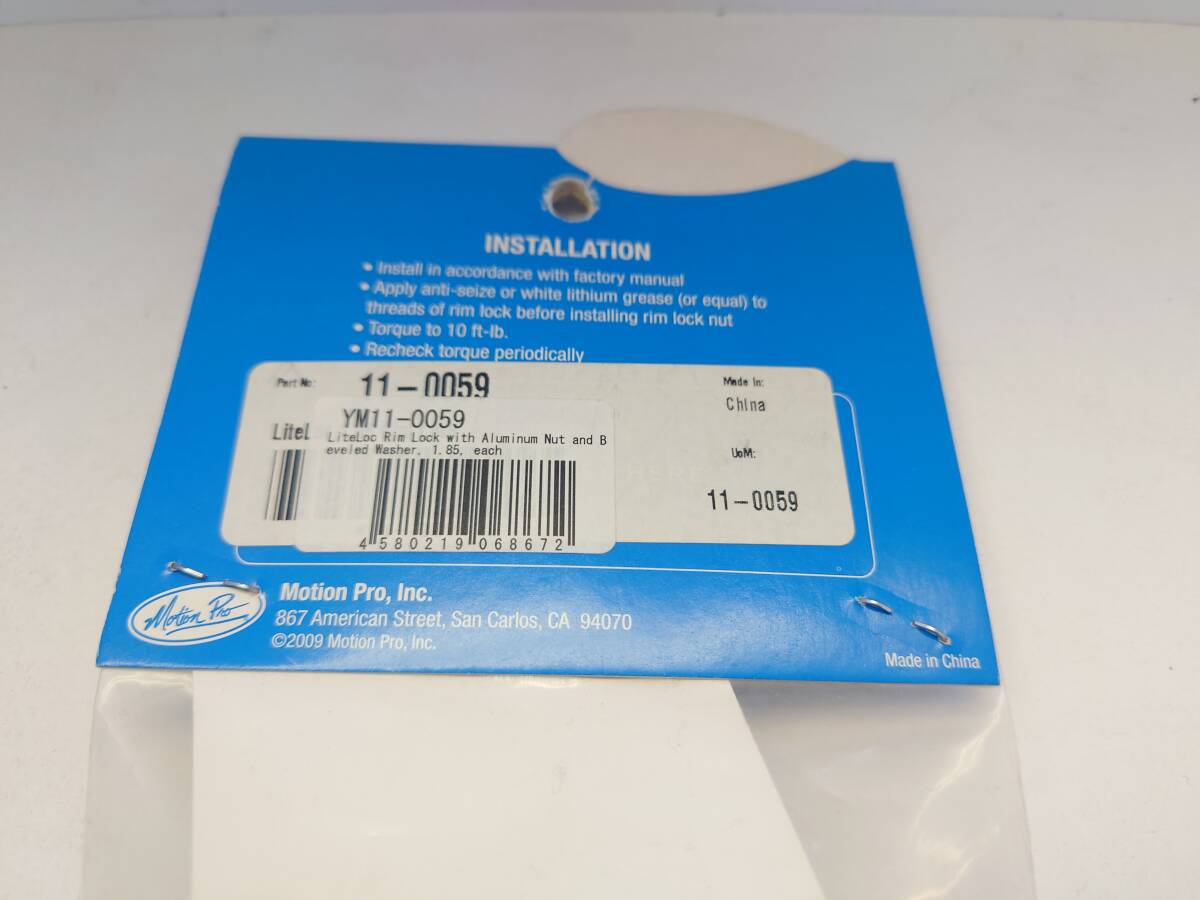 INSTALLATION
• Install in accordance with factory manual
• Apply anti-seize or white lithium grease (or equal) to
threads of rim lock before installing rim lock nut
• Torque to 10 ft-lb.
• Recheck torque periodically
Part No: 11-0059
Made In:
China
LiteL
YM11-0059
LiteLoc Rim Lock with Aluminum Nut and B
eveled Washer, 1.85, each
UoM:
11-0059
4 580219 068672
Motion Pro
Motion Pro, Inc.
867 American Street, San Carlos, CA 94070
©2009 Motion Pro, Inc.
Made in China